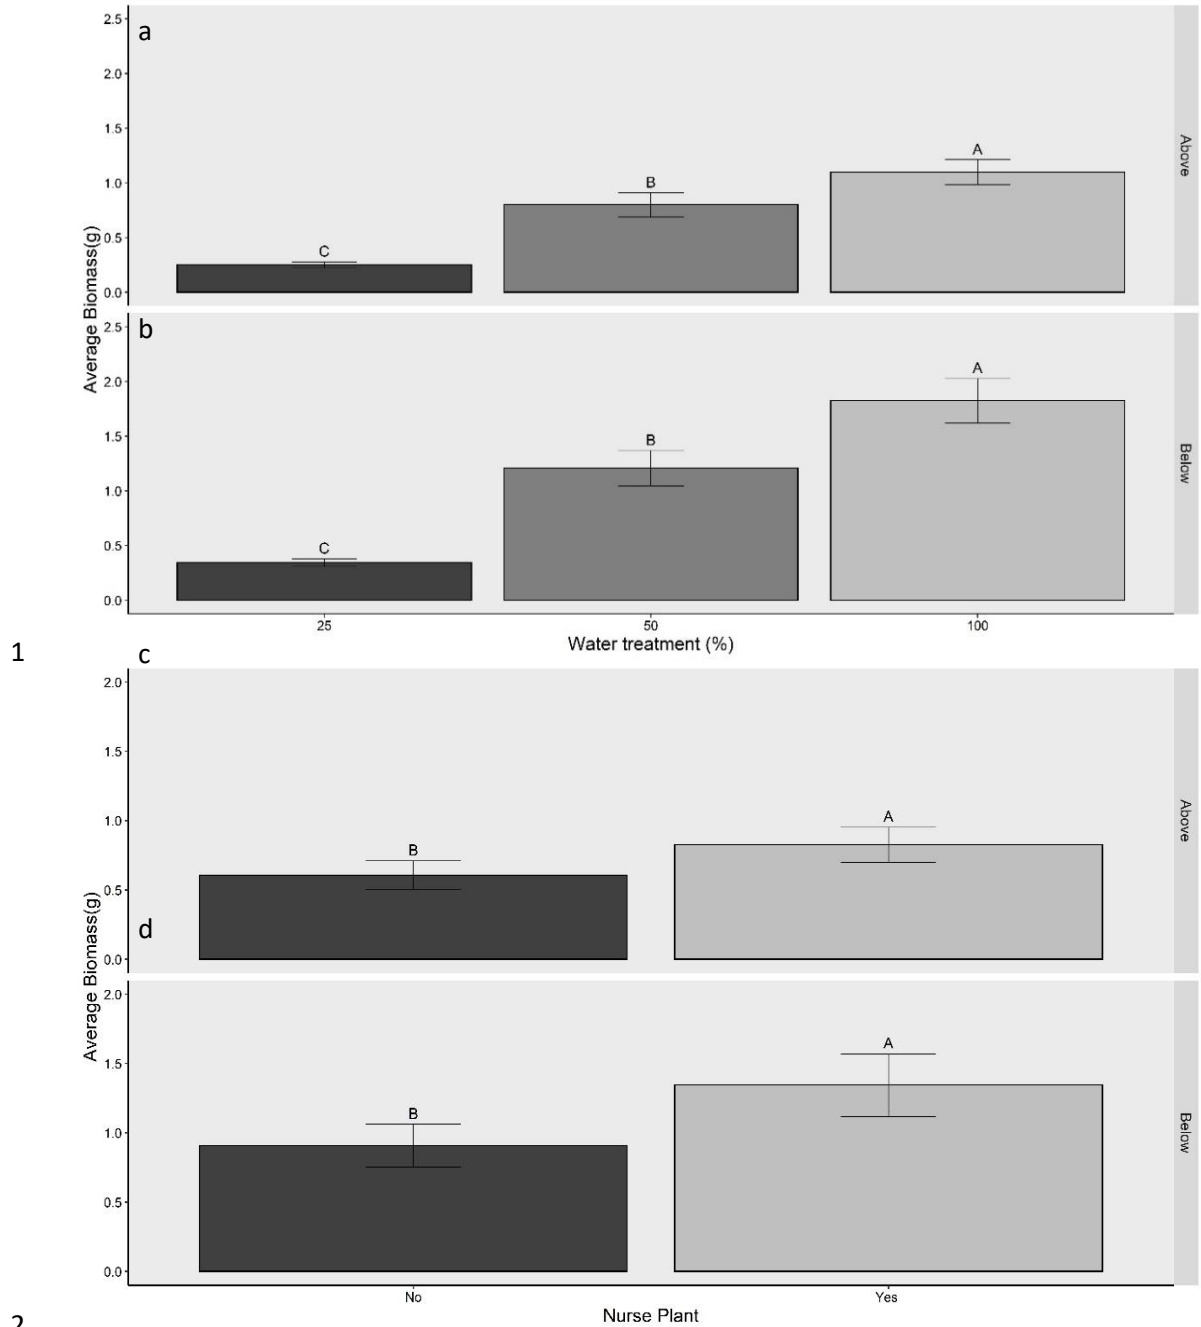 a
2.5
2.0
1.5
1.0
0.5
0.0
C
B
A
Above
Average Biomass(g)
b
2.5
2.0
1.5
1.0
0.5
0.0
C
B
A
Below
25 50 100
Water treatment (%)
1
c
2.0
1.5
1.0
0.5
0.0
B
A
Above
Average Biomass(g)
d
2.0
1.5
1.0
0.5
0.0
B
A
Below
No Yes
Nurse Plant
2